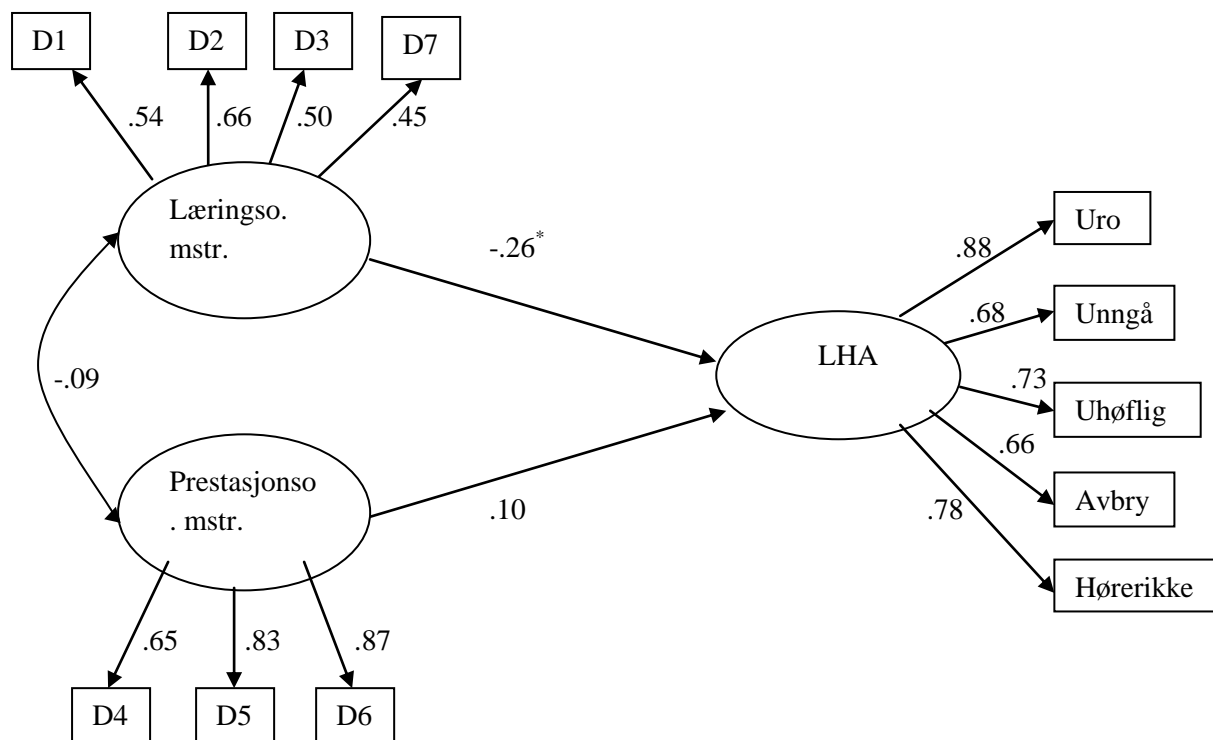 D1
D2
D3
D7
.54
.66
.50
.45
Læringso.
mstr.
-.26*
-.09
Prestasjonso
. mstr.
.10
.65
.83
.87
D4
D5
D6
LHA
.88
Uro
.68
Unngå
.73
Uhøflig
.66
Avbry
.78
Hørerikke